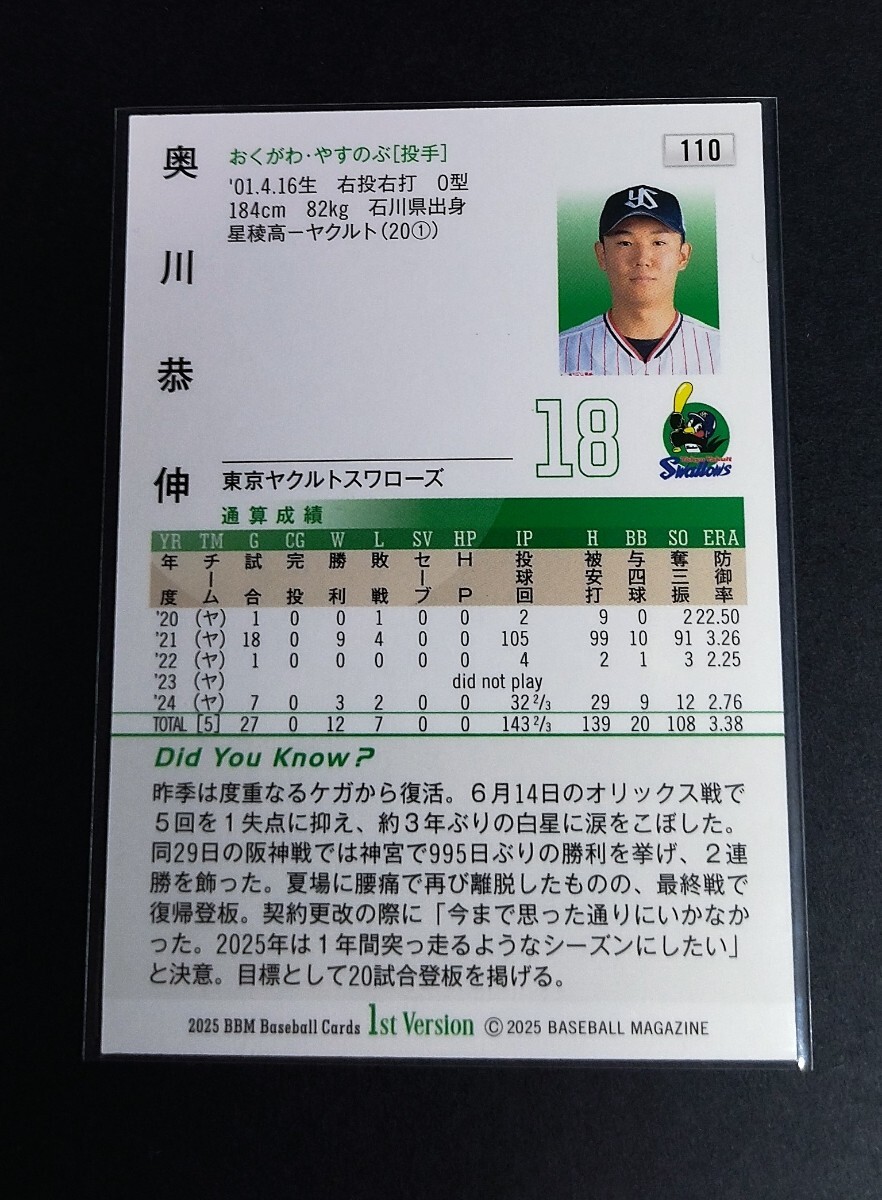 奥川恭伸
おくがわ・やすのぶ[投手]
'01.4.16生 右投右打 O型
184cm 82kg 石川県出身
星稜高ーヤクルト(20①)
110
YS
18
Tokyo Yakult
Swallows
東京ヤクルトスワローズ
通算成績
YR TM G CG W L SV HP IP H BB SO ERA
年度 チーム 試合 完投 勝利 敗戦 セーブ HP 投球回 被安打 与四球 奪三振 防御率
'20 (ヤ) 1 0 0 1 0 0 2 9 0 2 22.50
'21 (ヤ) 18 0 9 4 0 0 105 99 10 91 3.26
'22 (ヤ) 1 0 0 0 0 0 4 2 1 3 2.25
'23 (ヤ) did not play
'24 (ヤ) 7 0 3 2 0 0 32 2/3 29 9 12 2.76
TOTAL [5] 27 0 12 7 0 0 143 2/3 139 20 108 3.38
Did You Know?
昨季は度重なるケガから復活。6月14日のオリックス戦で
5回を1失点に抑え、約3年ぶりの白星に涙をこぼした。
同29日の阪神戦では神宮で995日ぶりの勝利を挙げ、2連
勝を飾った。夏場に腰痛で再び離脱したものの、最終戦で
復帰登板。契約更改の際に「今まで思った通りにいかなか
った。2025年は1年間突っ走るようなシーズンにしたい」
と決意。目標として20試合登板を掲げる。
2025 BBM Baseball Cards 1st Version © 2025 BASEBALL MAGAZINE